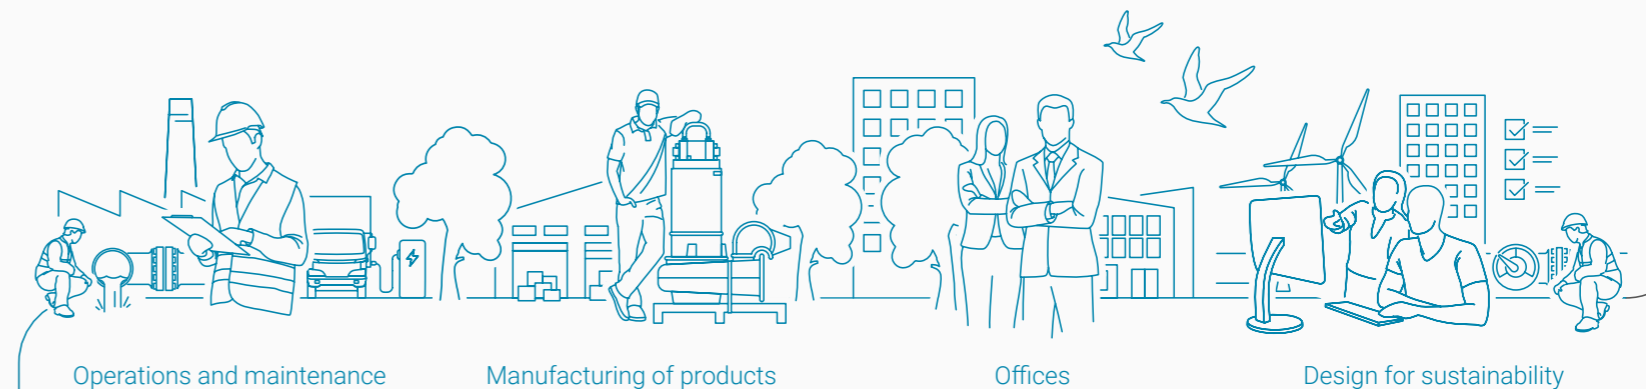 Operations and maintenance
Manufacturing of products
Offices
Design for sustainability